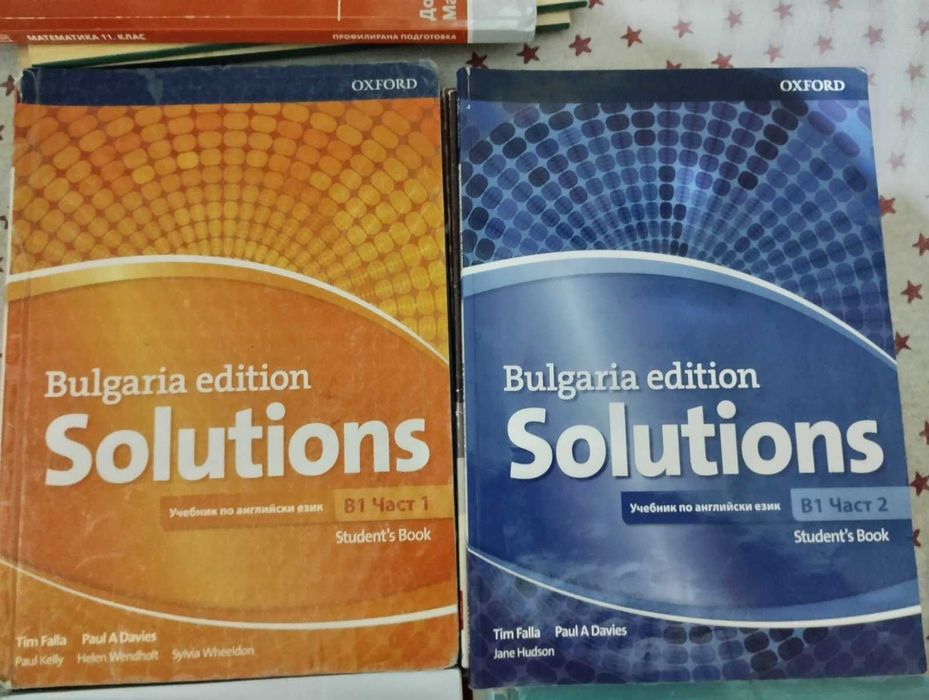 МАТЕМАТИКА 11. КЛАС
ПРОФИЛИРАНА ПОДГОТОВКА
OXFORD
Bulgaria edition
Solutions
Учебник по английски език
B1 Част 1
Student's Book
Tim Falla Paul A Davies
Paul Kelly Helen Wendholt Sylvia Wheeldon
OXFORD
Bulgaria edition
Solutions
Учебник по английски език
B1 Част 2
Student's Book
Tim Falla Paul A Davies
Jane Hudson